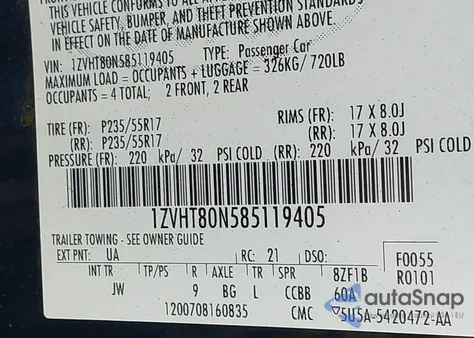 THIS VEHICLE CONFORMS TO ALL APPLICABLE
VEHICLE SAFETY, BUMPER, AND THEFT PREVENTION STANDARDS
IN EFFECT ON THE DATE OF MANUFACTURE SHOWN ABOVE.
VIN: 1ZVHT80N585119405 TYPE: Passenger Car
MAXIMUM LOAD = OCCUPANTS + LUGGAGE = 326KG / 720LB
OCCUPANTS = 4 TOTAL; 2 FRONT, 2 REAR
TIRE (FR): P235/55R17 RIMS (FR): 17 X 8.0J
(RR): P235/55R17 (RR): 17 X 8.0J
PRESSURE (FR): 220 kPa/ 32 PSI COLD (RR): 220 kPa/ 32 PSI COLD
1ZVHT80N585119405
TRAILER TOWING - SEE OWNER GUIDE
EXT PNT: UA RC: 21 DSO: F0055
INT TR TP/PS R AXLE TR SPR 8ZF1B R0101
JW 9 BG L CCBB 60A
1200708160835 CMC 5U5A-5420472-AA
autoSnap